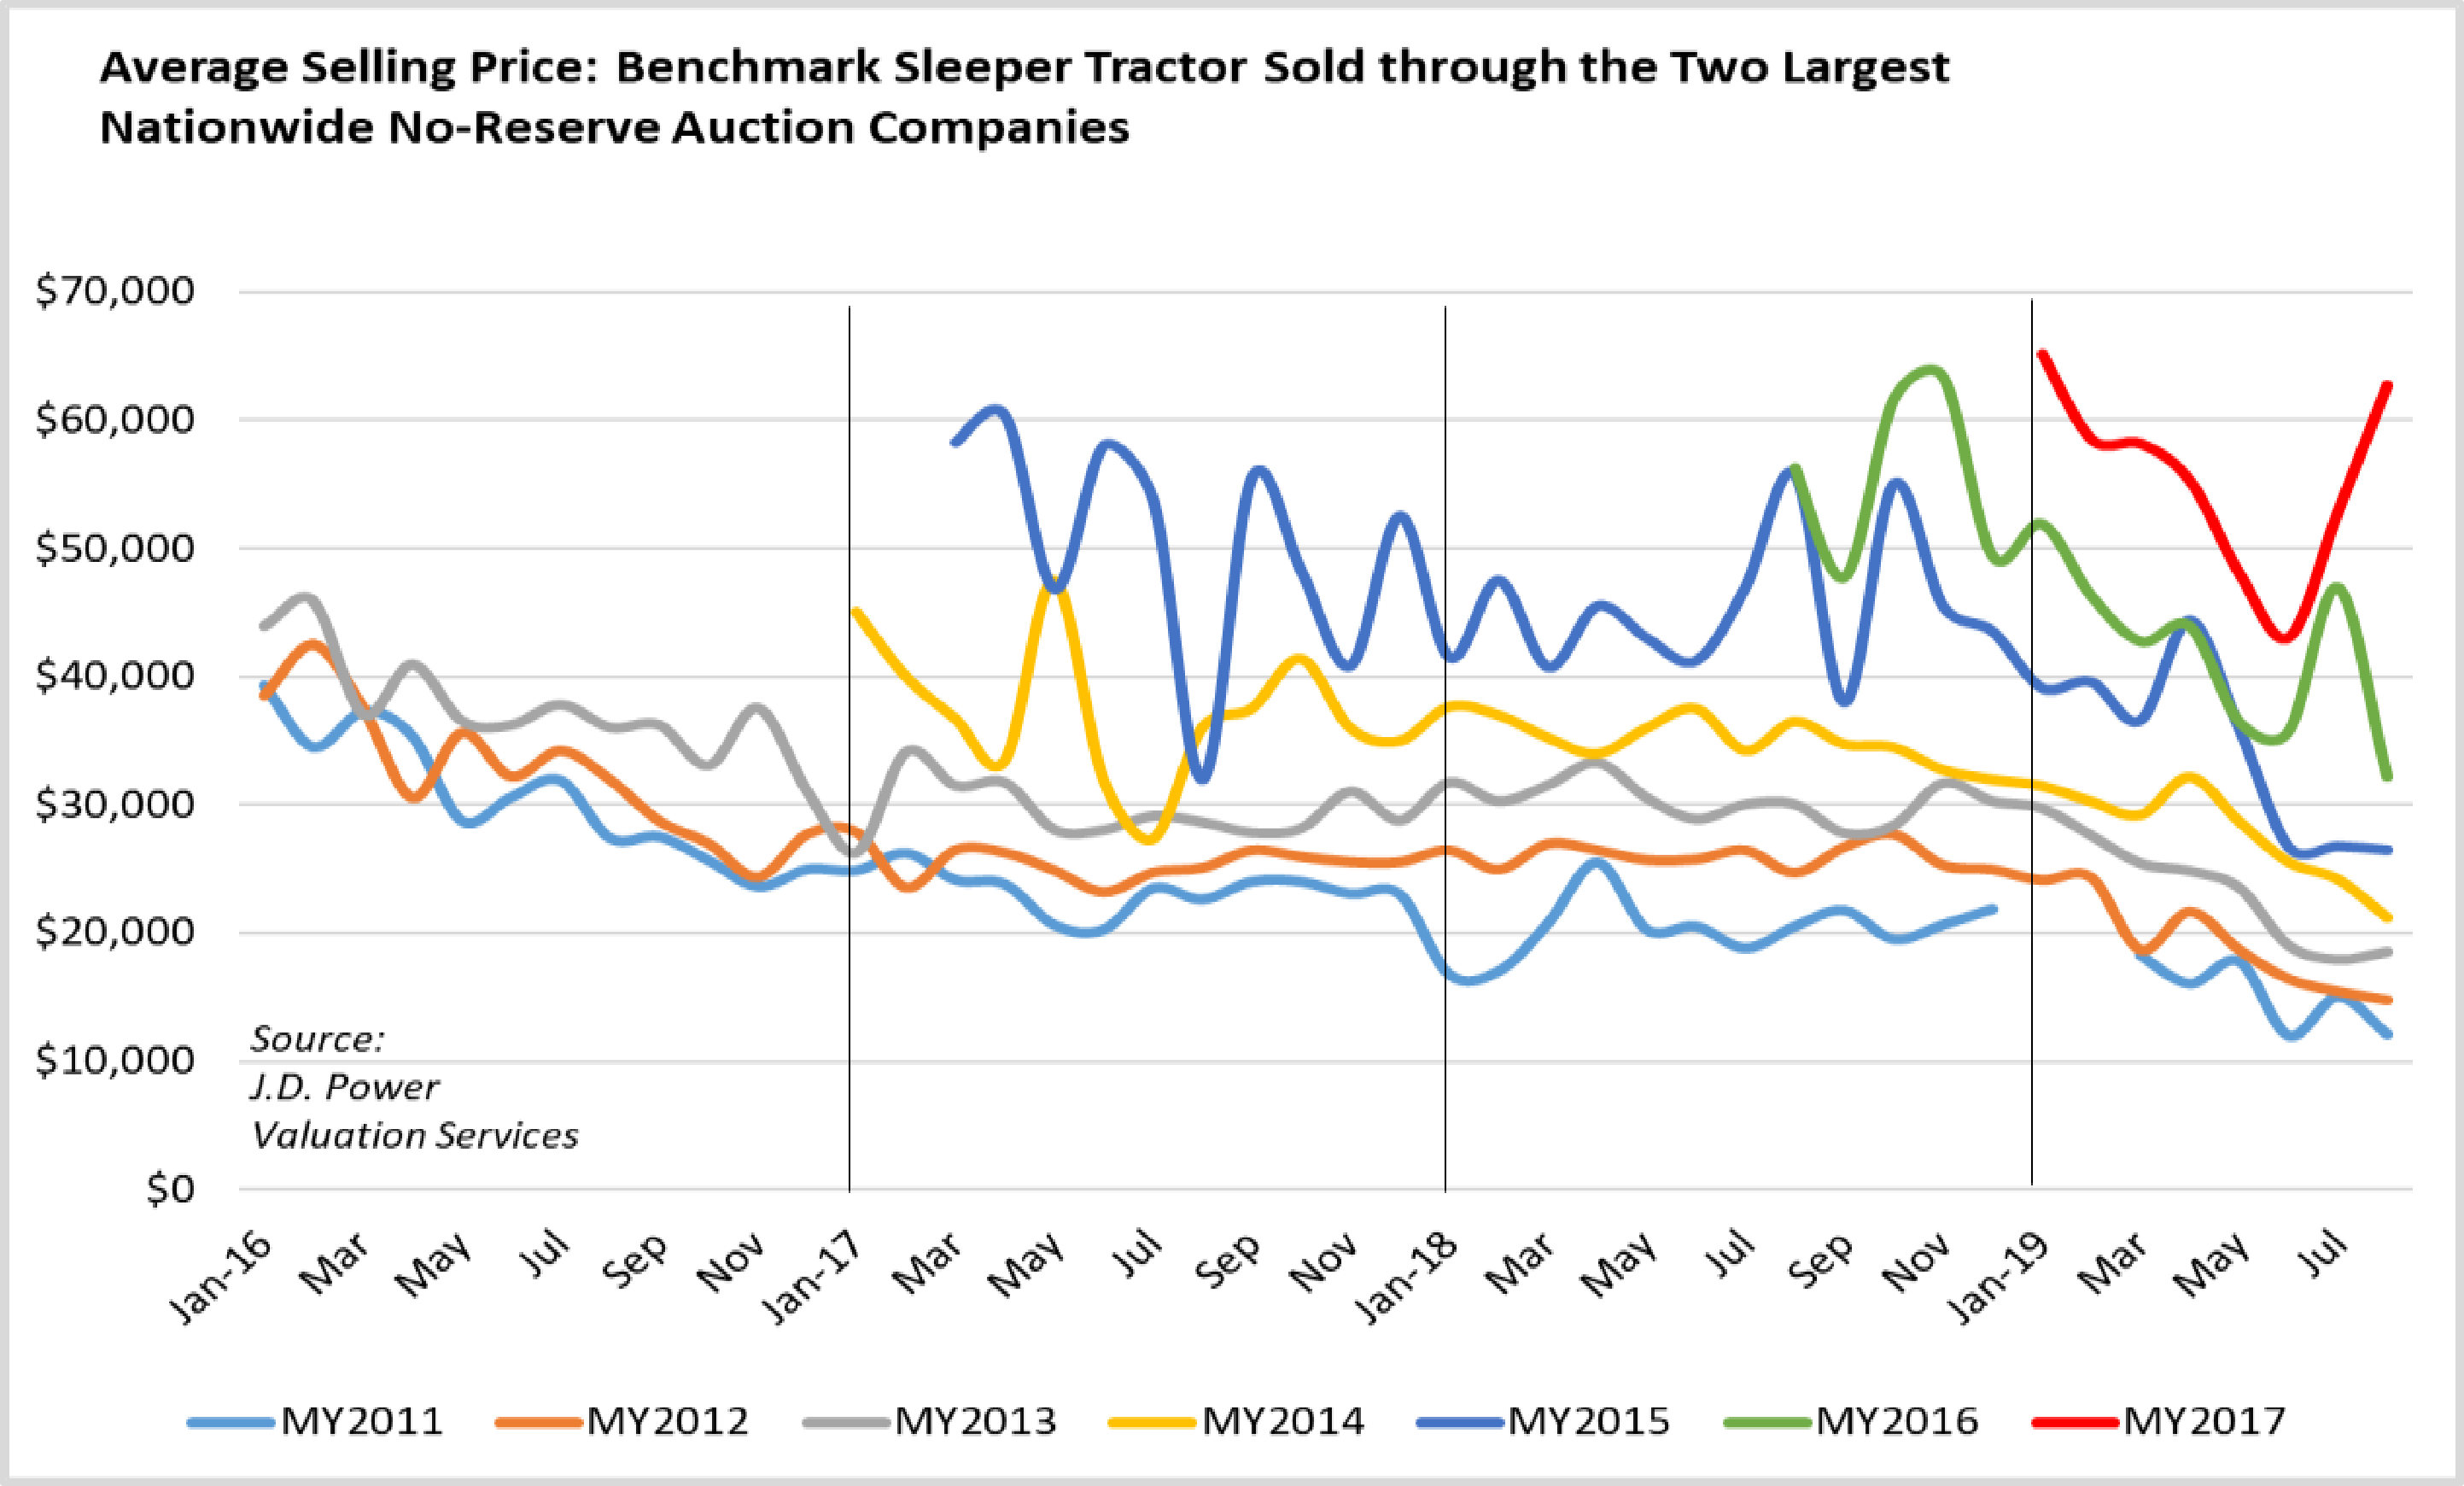 Average Selling Price: Benchmark Sleeper Tractor Sold through the Two Largest
Nationwide No-Reserve Auction Companies
$70,000
$60,000
$50,000
$40,000
$30,000
$20,000
$10,000
$0
Source:
J.D. Power
Valuation Services
Jan-16
Mar
May
Jul
Sep
Nov
Jan-17
Mar
May
Jul
Sep
Nov
Jan-18
Mar
May
Jul
Sep
Nov
Jan-19
Mar
May
Jul
MY2011
MY2012
MY2013
MY2014
MY2015
MY2016
MY2017